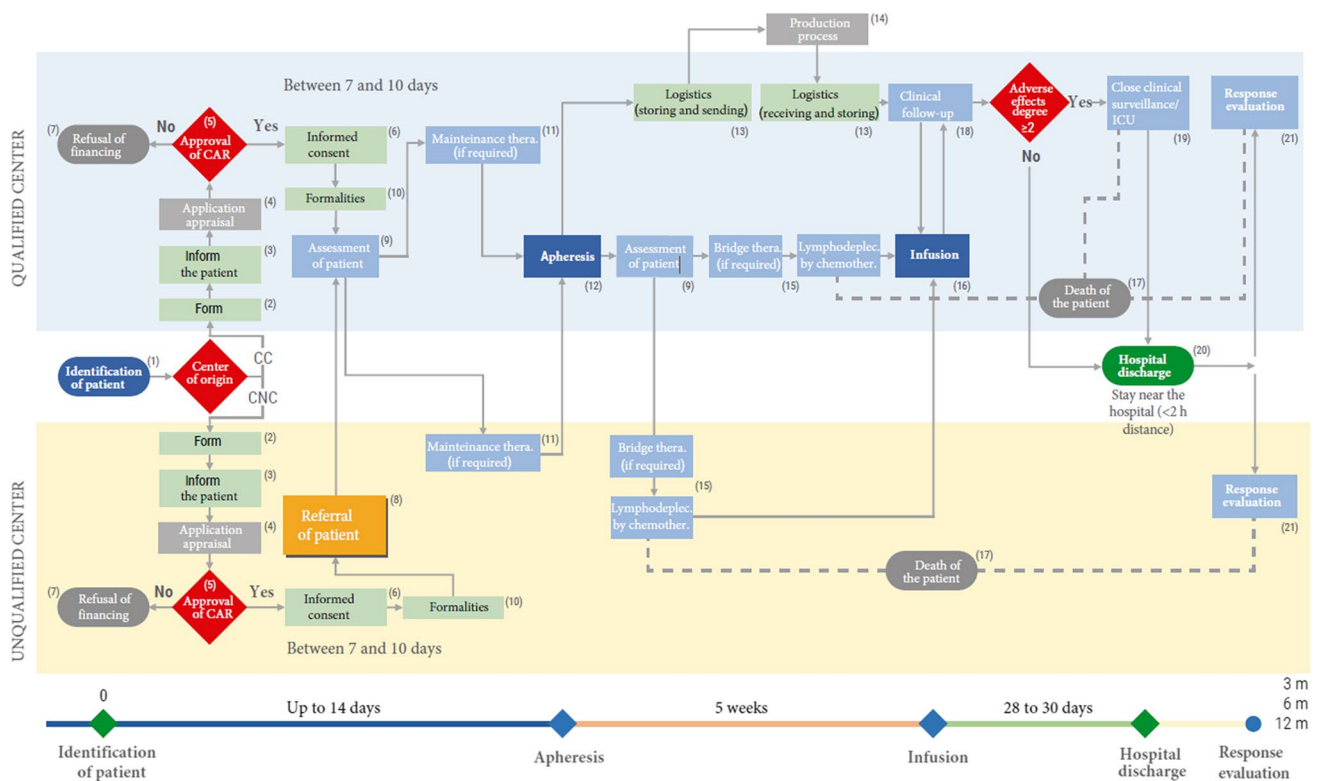 (14)
Production
process
Between 7 and 10 days
QUALIFIED CENTER
(7)
Refusal of
financing
No
(5)
Approval
of CAR
Yes
Informed
consent
(6)
Mainteinance thera.
(if required)
(11)
Logistics
(storing and sending)
(13)
Logistics
(receiving and storing)
(13)
Clinical
follow-up
(18)
Adverse
effects
degree
≥2
Yes
Close clinical
surveillance/
ICU
(19)
Response
evaluation
(21)
No
Application
appraisal
(4)
Formalities
(10)
Inform
the patient
(3)
Assessment
of patient
(9)
Apheresis
(12)
Assessment
of patient
(9)
Bridge thera.
(if required)
(15)
Lymphodeplec.
by chemother.
Infusion
(16)
Form
(2)
Death of
the patient
(17)
Identification
of patient
(1)
Center
of origin
CC
CNC
Hospital
discharge
(20)
Stay near the
hospital (<2 h
distance)
UNQUALIFIED CENTER
Form
(2)
Mainteinance thera.
(if required)
(11)
Bridge thera.
(if required)
(15)
Inform
the patient
(3)
Referral
of patient
(8)
Lymphodeplec.
by chemother.
Response
evaluation
(21)
Application
appraisal
(4)
Death of
the patient
(17)
(7)
Refusal of
financing
No
(5)
Approval
of CAR
Yes
Informed
consent
(6)
Formalities
(10)
Between 7 and 10 days
0
Up to 14 days
5 weeks
28 to 30 days
3 m
6 m
12 m
Identification
of patient
Apheresis
Infusion
Hospital
discharge
Response
evaluation